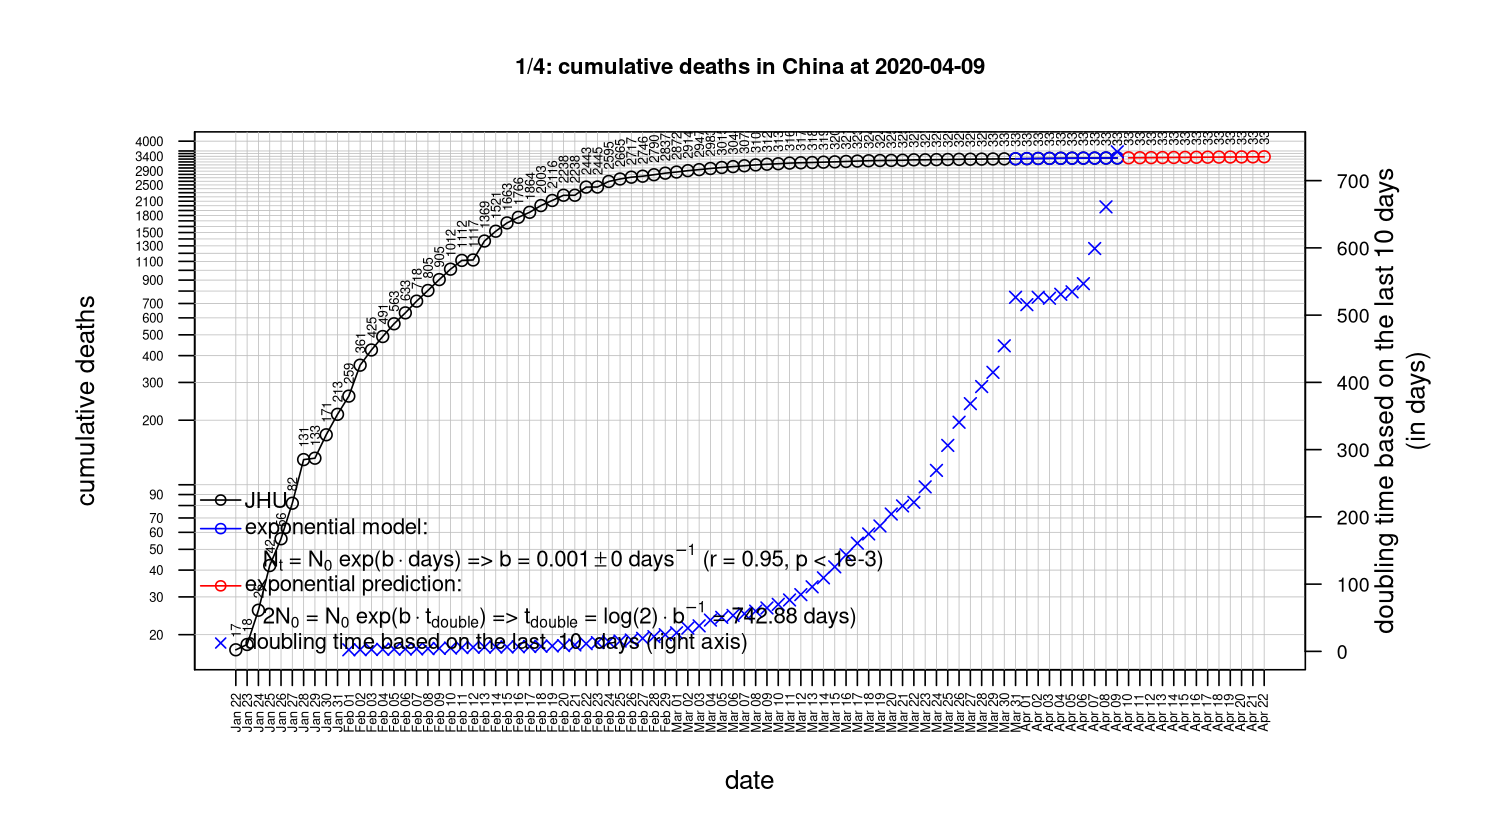 1/4: cumulative deaths in China at 2020-04-09
cumulative deaths
4000
3400
2900
2500
2100
1800
1500
1300
1100
900
700
600
500
400
300
200
90
70
60
50
40
30
20
17
18
82
131
133
171
213
259
361
425
491
563
633
718
805
905
1012
1112
1117
1369
1521
1663
1766
1864
2003
2116
2238
2238
2443
2445
2595
2665
2717
2746
2790
2837
2872
2914
JHU
exponential model:
Nt = N0 exp(b · days) => b = 0.001 ± 0 days−1 (r = 0.95, p < 1e-3)
exponential prediction:
2N0 = N0 exp(b · tdouble) => tdouble = log(2) · b−1 = 742.88 days)
doubling time based on the last 10 days (right axis)
700
600
500
400
300
200
100
0
doubling time based on the last 10 days
(in days)
Jan 22
Jan 23
Jan 24
Jan 25
Jan 26
Jan 27
Jan 28
Jan 29
Jan 30
Jan 31
Feb 01
Feb 02
Feb 03
Feb 04
Feb 05
Feb 06
Feb 07
Feb 08
Feb 09
Feb 10
Feb 11
Feb 12
Feb 13
Feb 14
Feb 15
Feb 16
Feb 17
Feb 18
Feb 19
Feb 20
Feb 21
Feb 22
Feb 23
Feb 24
Feb 25
Feb 26
Feb 27
Feb 28
Feb 29
Mar 01
Mar 02
Mar 03
Mar 04
Mar 05
Mar 06
Mar 07
Mar 08
Mar 09
Mar 10
Mar 11
Mar 12
Mar 13
Mar 14
Mar 15
Mar 16
Mar 17
Mar 18
Mar 19
Mar 20
Mar 21
Mar 22
Mar 23
Mar 24
Mar 25
Mar 26
Mar 27
Mar 28
Mar 29
Mar 30
Mar 31
Apr 01
Apr 02
Apr 03
Apr 04
Apr 05
Apr 06
Apr 07
Apr 08
Apr 09
Apr 10
Apr 11
Apr 12
Apr 13
Apr 14
Apr 15
Apr 16
Apr 17
Apr 18
Apr 19
Apr 20
Apr 21
Apr 22
date